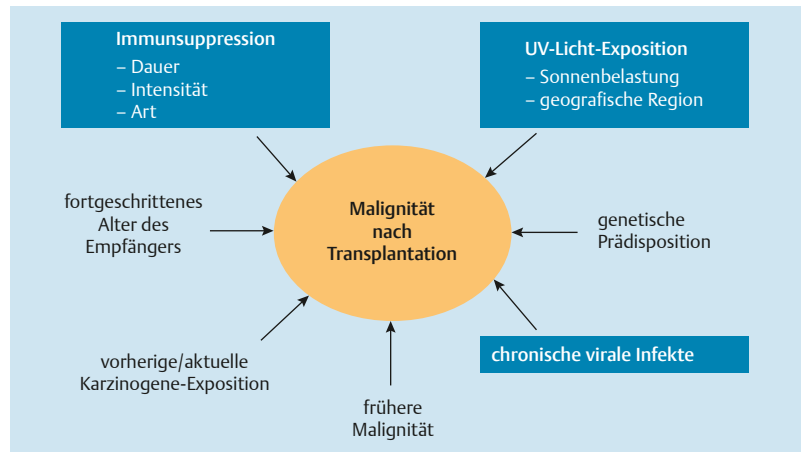 Immunsuppression
– Dauer
– Intensität
– Art
UV-Licht-Exposition
– Sonnenbelastung
– geografische Region
fortgeschrittenes
Alter des
Empfängers
Malignität
nach
Transplantation
genetische
Prädisposition
vorherige/aktuelle
Karzinogene-Exposition
frühere
Malignität
chronische virale Infekte